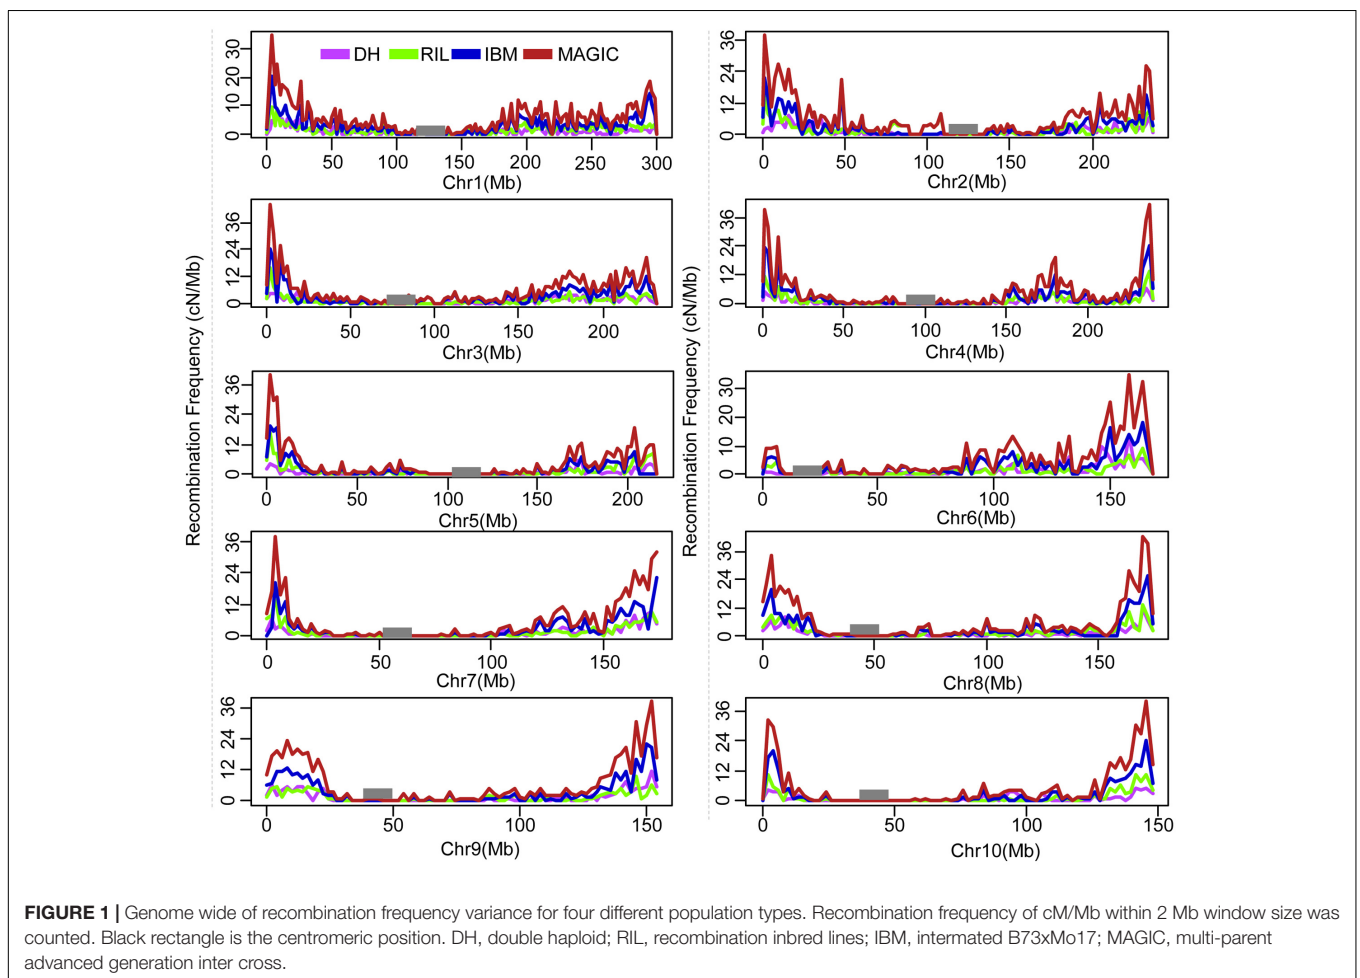 DH RIL IBM MAGIC
30
20
10
0
0 50 100 150 200 250 300
Chr1(Mb)
36
24
12
0
0 50 100 150 200
Chr2(Mb)
36
24
12
0
0 50 100 150 200
Chr3(Mb)
36
24
12
0
0 50 100 150 200
Chr4(Mb)
Recombination Frequency (cN/Mb)
Recombination Frequency (cN/Mb)
36
24
12
0
0 50 100 150 200
Chr5(Mb)
30
20
10
0
0 50 100 150
Chr6(Mb)
36
24
12
0
0 50 100 150
Chr7(Mb)
36
24
12
0
0 50 100 150
Chr8(Mb)
36
24
12
0
0 50 100 150
Chr9(Mb)
36
24
12
0
0 50 100 150
Chr10(Mb)
FIGURE 1 | Genome wide of recombination frequency variance for four different population types. Recombination frequency of cM/Mb within 2 Mb window size was
counted. Black rectangle is the centromeric position. DH, double haploid; RIL, recombination inbred lines; IBM, intermated B73xMo17; MAGIC, multi-parent
advanced generation inter cross.